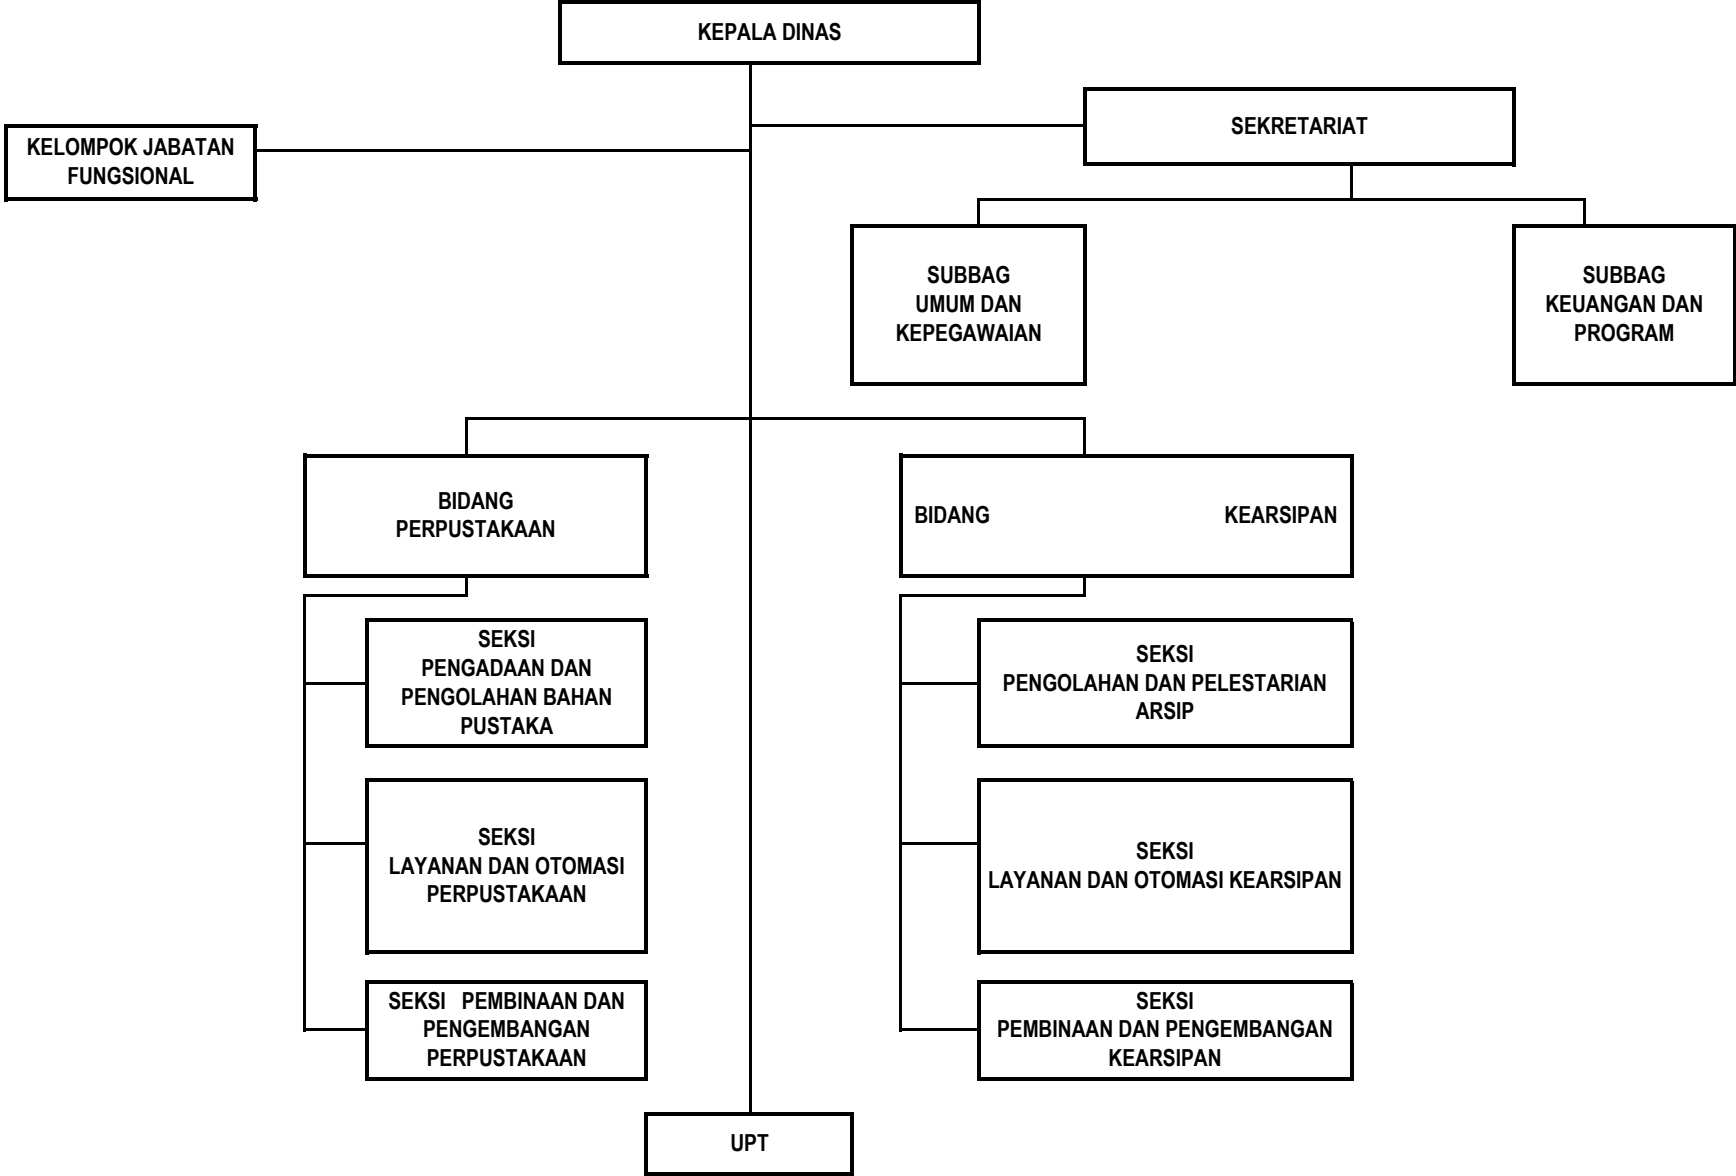 KEPALA DINAS
SEKRETARIAT
KELOMPOK JABATAN
FUNGSIONAL
SUBBAG
UMUM DAN
KEPEGAWAIAN
SUBBAG
KEUANGAN DAN
PROGRAM
BIDANG
PERPUSTAKAAN
BIDANG KEARSIPAN
SEKSI
PENGADAAN DAN
PENGOLAHAN BAHAN
PUSTAKA
SEKSI
PENGOLAHAN DAN PELESTARIAN
ARSIP
SEKSI
LAYANAN DAN OTOMASI
PERPUSTAKAAN
SEKSI
LAYANAN DAN OTOMASI KEARSIPAN
SEKSI PEMBINAAN DAN
PENGEMBANGAN
PERPUSTAKAAN
SEKSI
PEMBINAAN DAN PENGEMBANGAN
KEARSIPAN
UPT